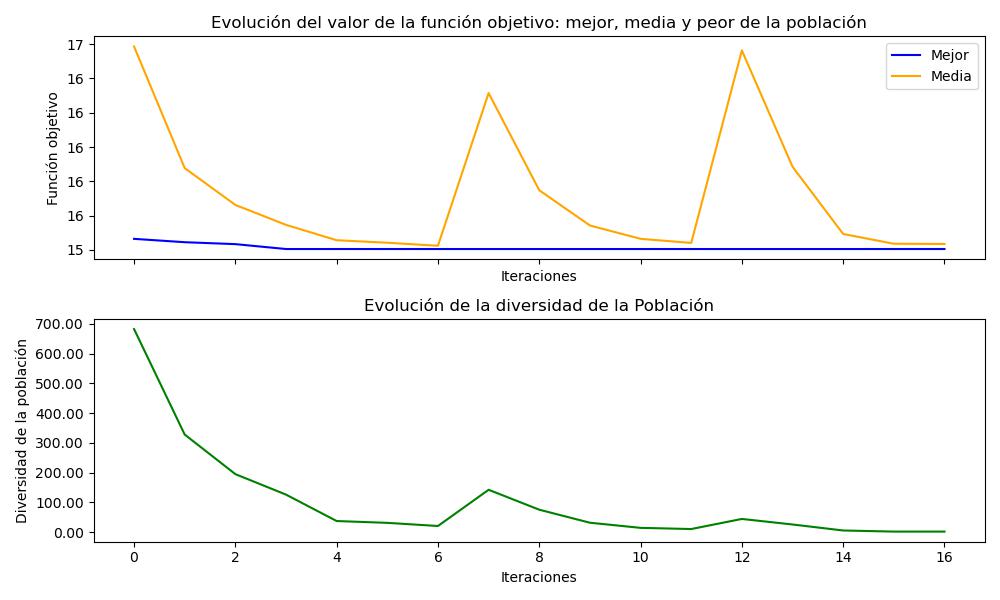 Evolución del valor de la función objetivo: mejor, media y peor de la población
17
16
16
16
16
16
15
Función objetivo
Mejor
Media
Iteraciones
Evolución de la diversidad de la Población
700.00
600.00
500.00
400.00
300.00
200.00
100.00
0.00
Diversidad de la población
0 2 4 6 8 10 12 14 16
Iteraciones